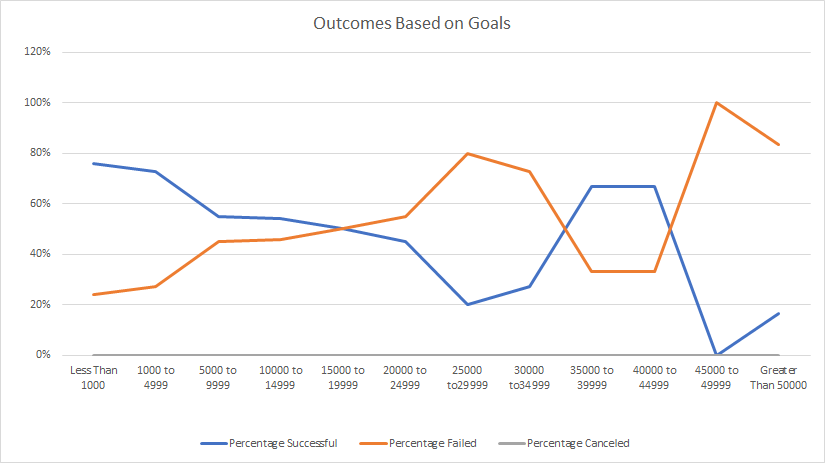 Outcomes Based on Goals
120%
100%
80%
60%
40%
20%
0%
Less Than
1000
1000 to
4999
5000 to
9999
10000 to
14999
15000 to
19999
20000 to
24999
25000
to29999
30000
to34999
35000 to
39999
40000 to
44999
45000 to
49999
Greater
Than 50000
Percentage Successful
Percentage Failed
Percentage Canceled